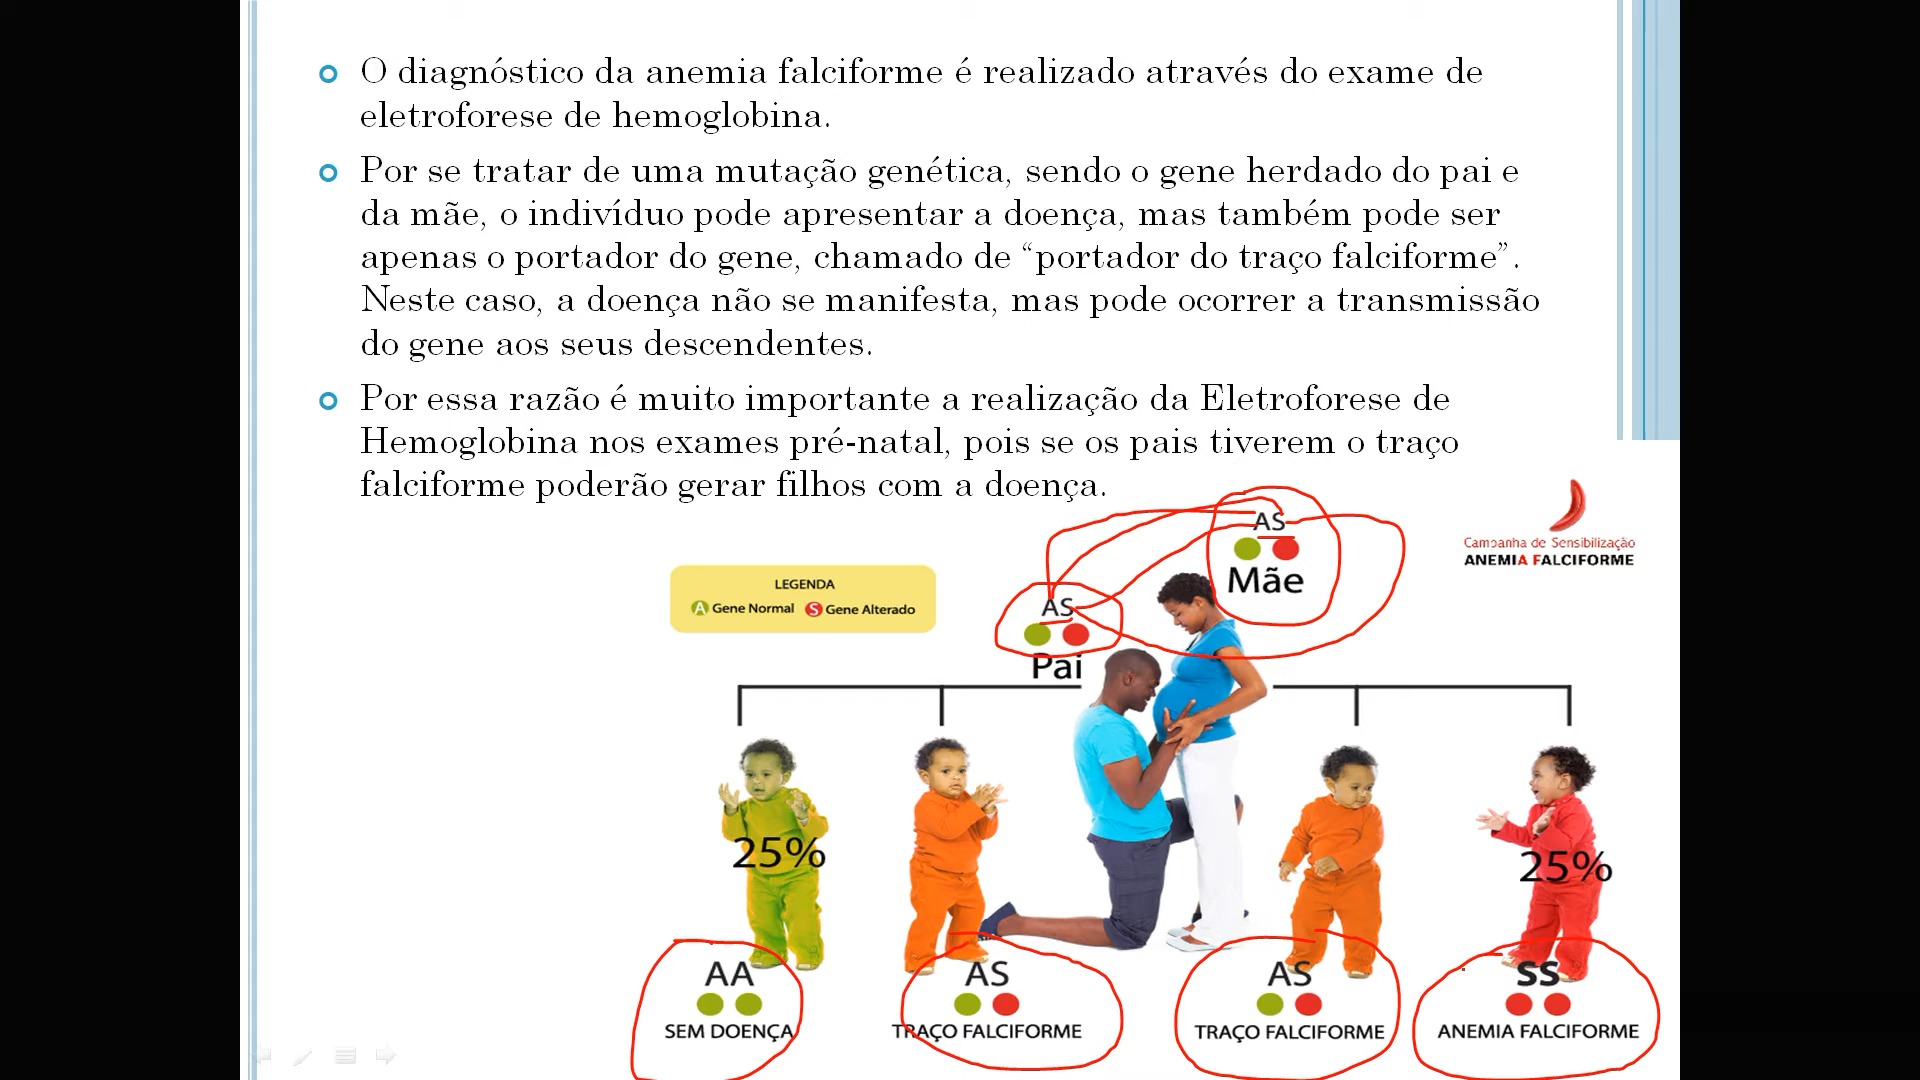 O diagnóstico da anemia falciforme é realizado através do exame de
eletroforese de hemoglobina.
Por se tratar de uma mutação genética, sendo o gene herdado do pai e
da mãe, o indivíduo pode apresentar a doença, mas também pode ser
apenas o portador do gene, chamado de “portador do traço falciforme”.
Neste caso, a doença não se manifesta, mas pode ocorrer a transmissão
do gene aos seus descendentes.
Por essa razão é muito importante a realização da Eletroforese de
Hemoglobina nos exames pré-natal, pois se os pais tiverem o traço
falciforme poderão gerar filhos com a doença.
Campanha de Sensibilização
ANEMIA FALCIFORME
AS
Mãe
LEGENDA
A Gene Normal S Gene Alterado
AS
Pai
25%
25%
AA
SEM DOENÇA
AS
TRAÇO FALCIFORME
AS
TRAÇO FALCIFORME
SS
ANEMIA FALCIFORME